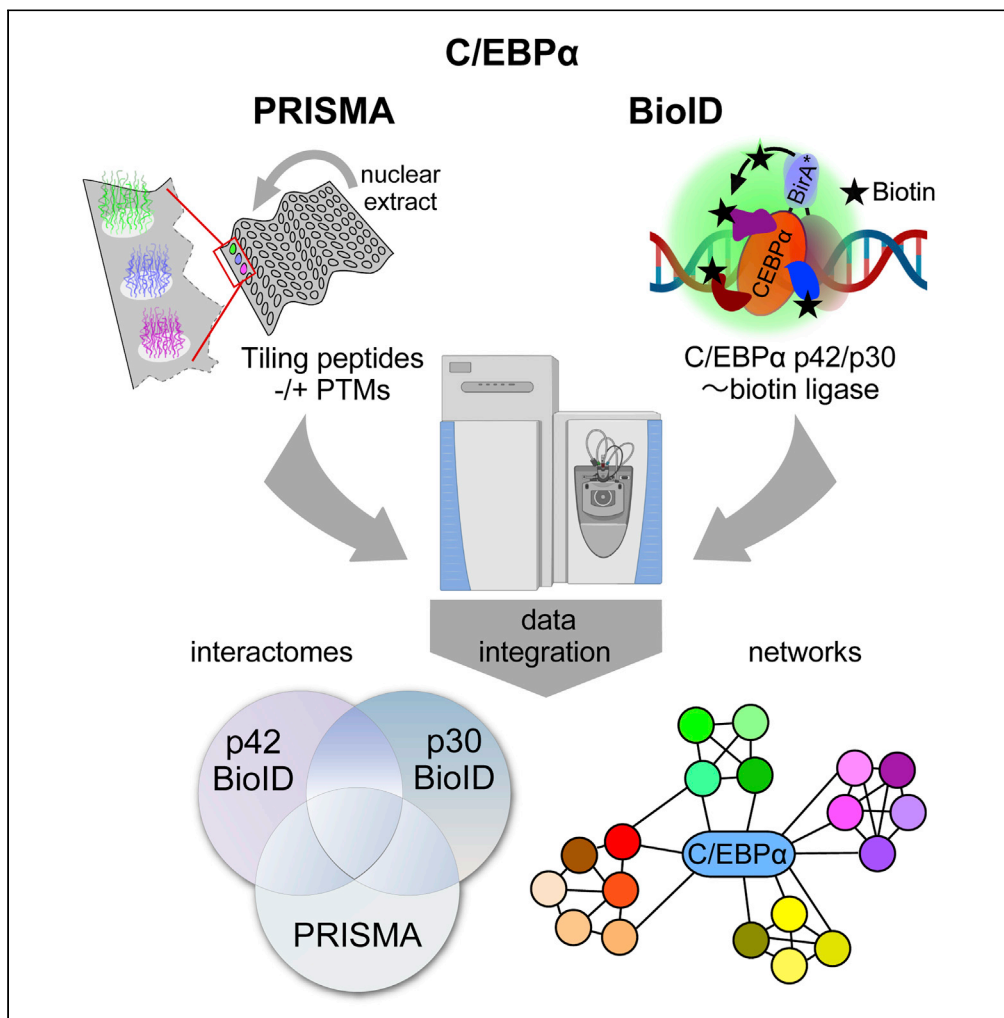 C/EBPα
PRISMA
BioID
nuclear
extract
BirA*
Biotin
CEBPα
Tiling peptides
-/+ PTMs
C/EBPα p42/p30
~biotin ligase
data
integration
interactomes
networks
p42
BioID
p30
BioID
PRISMA
C/EBPα